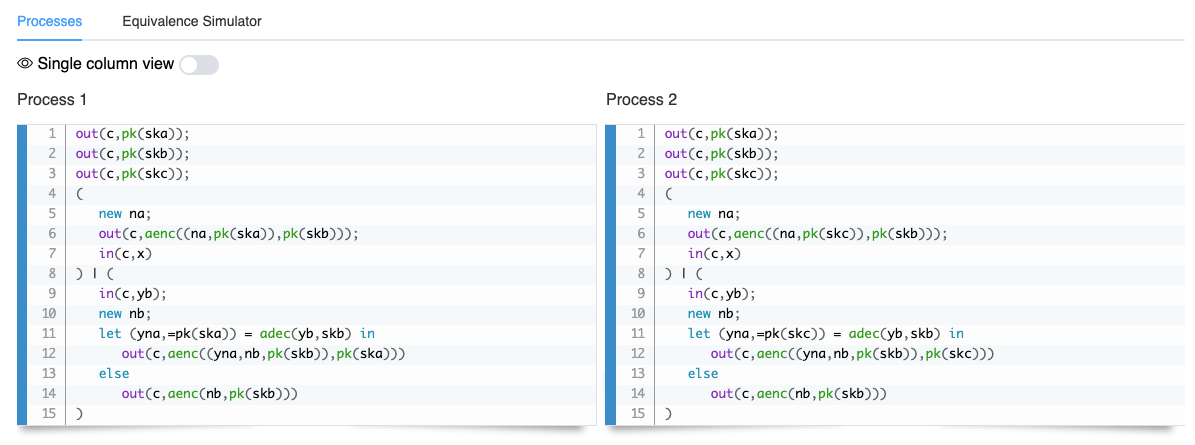 Processes Equivalence Simulator
Single column view
Process 1
1 out(c,pk(ska));
2 out(c,pk(skb));
3 out(c,pk(skc));
4 (
5 new na;
6 out(c,aenc((na,pk(ska)),pk(skb)));
7 in(c,x)
8 ) | (
9 in(c,yb);
10 new nb;
11 let (yna,=pk(ska)) = adec(yb,skb) in
12 out(c,aenc((yna,nb,pk(skb)),pk(ska)))
13 else
14 out(c,aenc(nb,pk(skb)))
15 )
Process 2
1 out(c,pk(ska));
2 out(c,pk(skb));
3 out(c,pk(skc));
4 (
5 new na;
6 out(c,aenc((na,pk(skc)),pk(skb)));
7 in(c,x)
8 ) | (
9 in(c,yb);
10 new nb;
11 let (yna,=pk(skc)) = adec(yb,skb) in
12 out(c,aenc((yna,nb,pk(skb)),pk(skc)))
13 else
14 out(c,aenc(nb,pk(skb)))
15 )